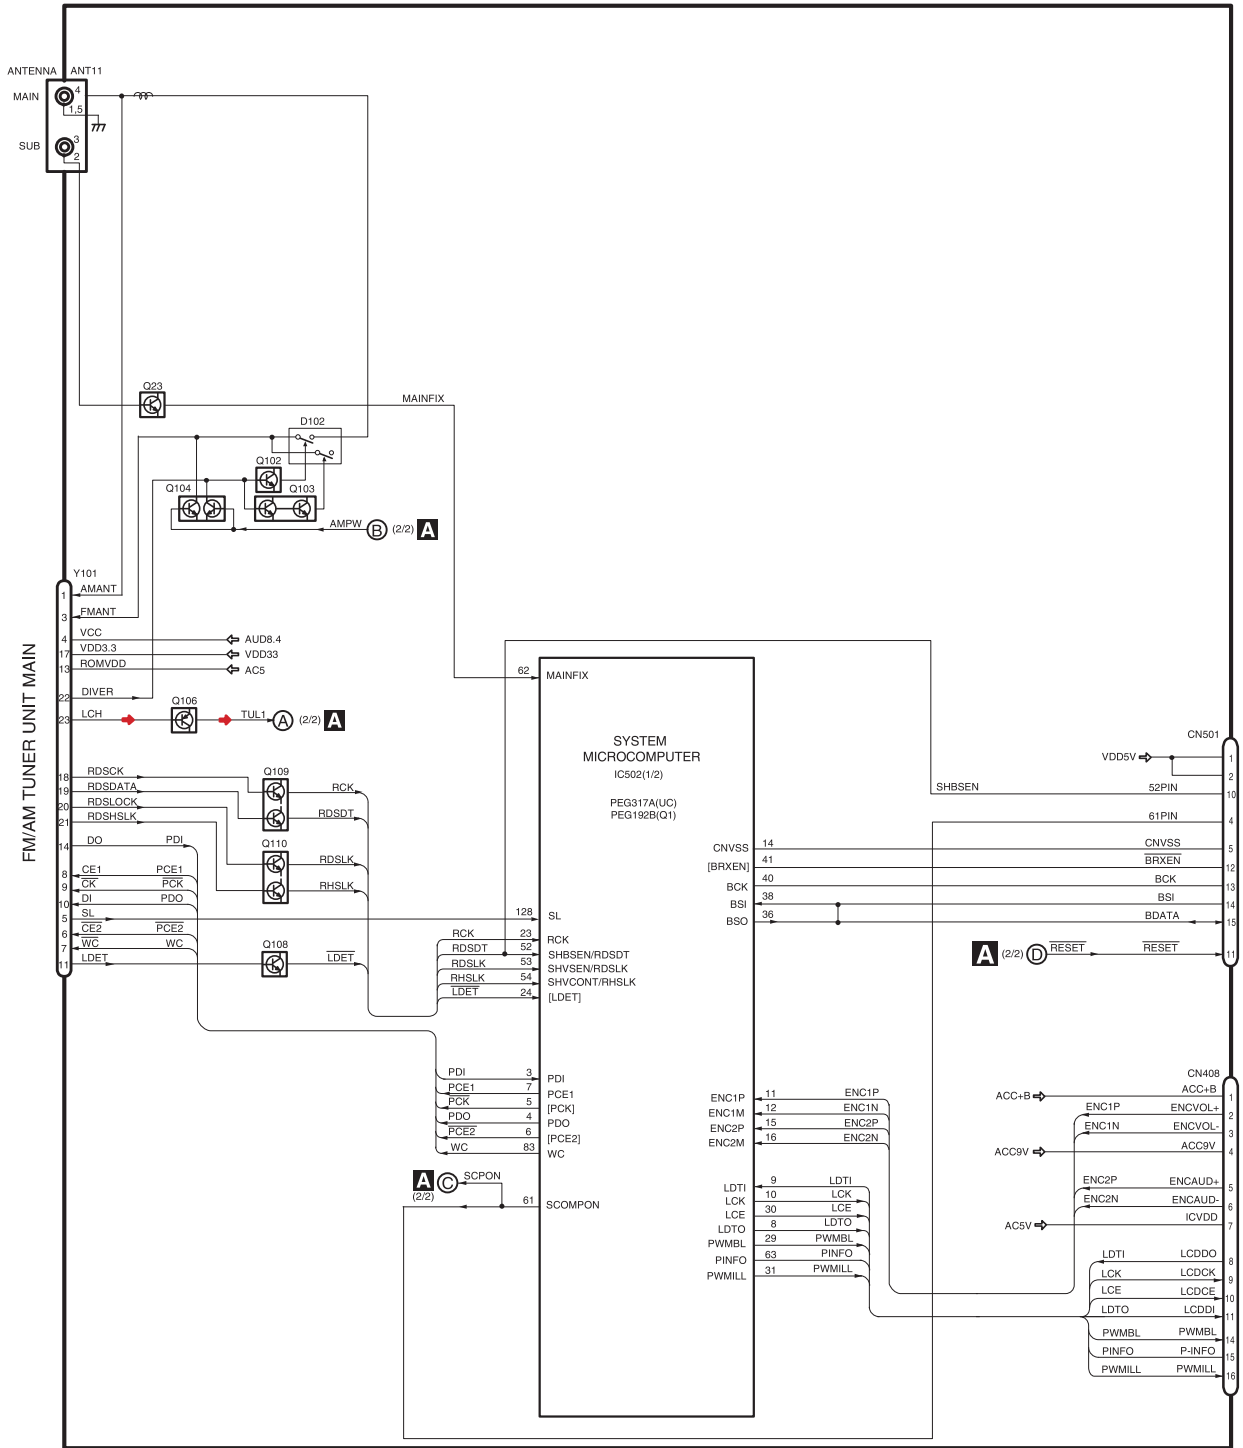 ANTENNA ANT11
MAIN 4
1,5
SUB 3
2
Q23
MAINFIX
D102
Q102
Q104 Q103
AMPW B (2/2) A
FM/AM TUNER UNIT MAIN
Y101
1 AMANT
3 FMANT
4 VCC AUD8.4
17 VDD3.3 VDD33
13 ROMVDD AC5
22 DIVER
Q106
23 LCH TUL1 A (2/2) A
18 RDSCK Q109 RCK
19 RDSDATA
20 RDSLOCK RDSDT
21 RDSHSLK
14 DO PDI Q110
RDSLK
8 CE1 PCE1
9 CK PCK RHSLK
10 DI PDO
5 SL
6 CE2 PCE2
7 WC WC Q108
11 LDET LDET
62 MAINFIX
SYSTEM
MICROCOMPUTER
IC502(1/2)
PEG317A(UC)
PEG192B(Q1)
128 SL
RCK 23 RCK
RDSDT 52 SHBSEN/RDSDT
RDSLK 53 SHVSEN/RDSLK
RHSLK 54 SHVCONT/RHSLK
LDET 24 [LDET]
PDI 3 PDI
PCE1 7 PCE1
PCK 5 [PCK]
PDO 4 PDO
PCE2 6 [PCE2]
WC 83 WC
A C SCPON
(2/2)
61 SCOMPON
CNVSS 14 CNVSS 5
[BRXEN] 41 BRXEN 12
BCK 40 BCK 13
BSI 38 BSI 14
BSO 36 BDATA 15
CN501
VDD5V 1
2
SHBSEN 52PIN 10
61PIN 4
A (2/2) D RESET RESET 11
ENC1P 11 ENC1P
ENC1M 12 ENC1N
ENC2P 15 ENC2P
ENC2M 16 ENC2N
LDTI 9 LDTI
LCK 10 LCK
LCE 30 LCE
LDTO 8 LDTO
PWMBL 29 PWMBL
PINFO 63 PINFO
PWMILL 31 PWMILL
CN408
ACC+B ACC+B 1
ENC1P ENCVOL+ 2
ENC1N ENCVOL- 3
ACC9V ACC9V 4
ENC2P ENCAUD+ 5
ENC2N ENCAUD- 6
AC5V ICVDD 7
LDTI LCDDO 8
LCK LCDCK 9
LCE LCDCE 10
LDTO LCDDI 11
PWMBL PWMBL 14
PINFO P-INFO 15
PWMILL PWMILL 16